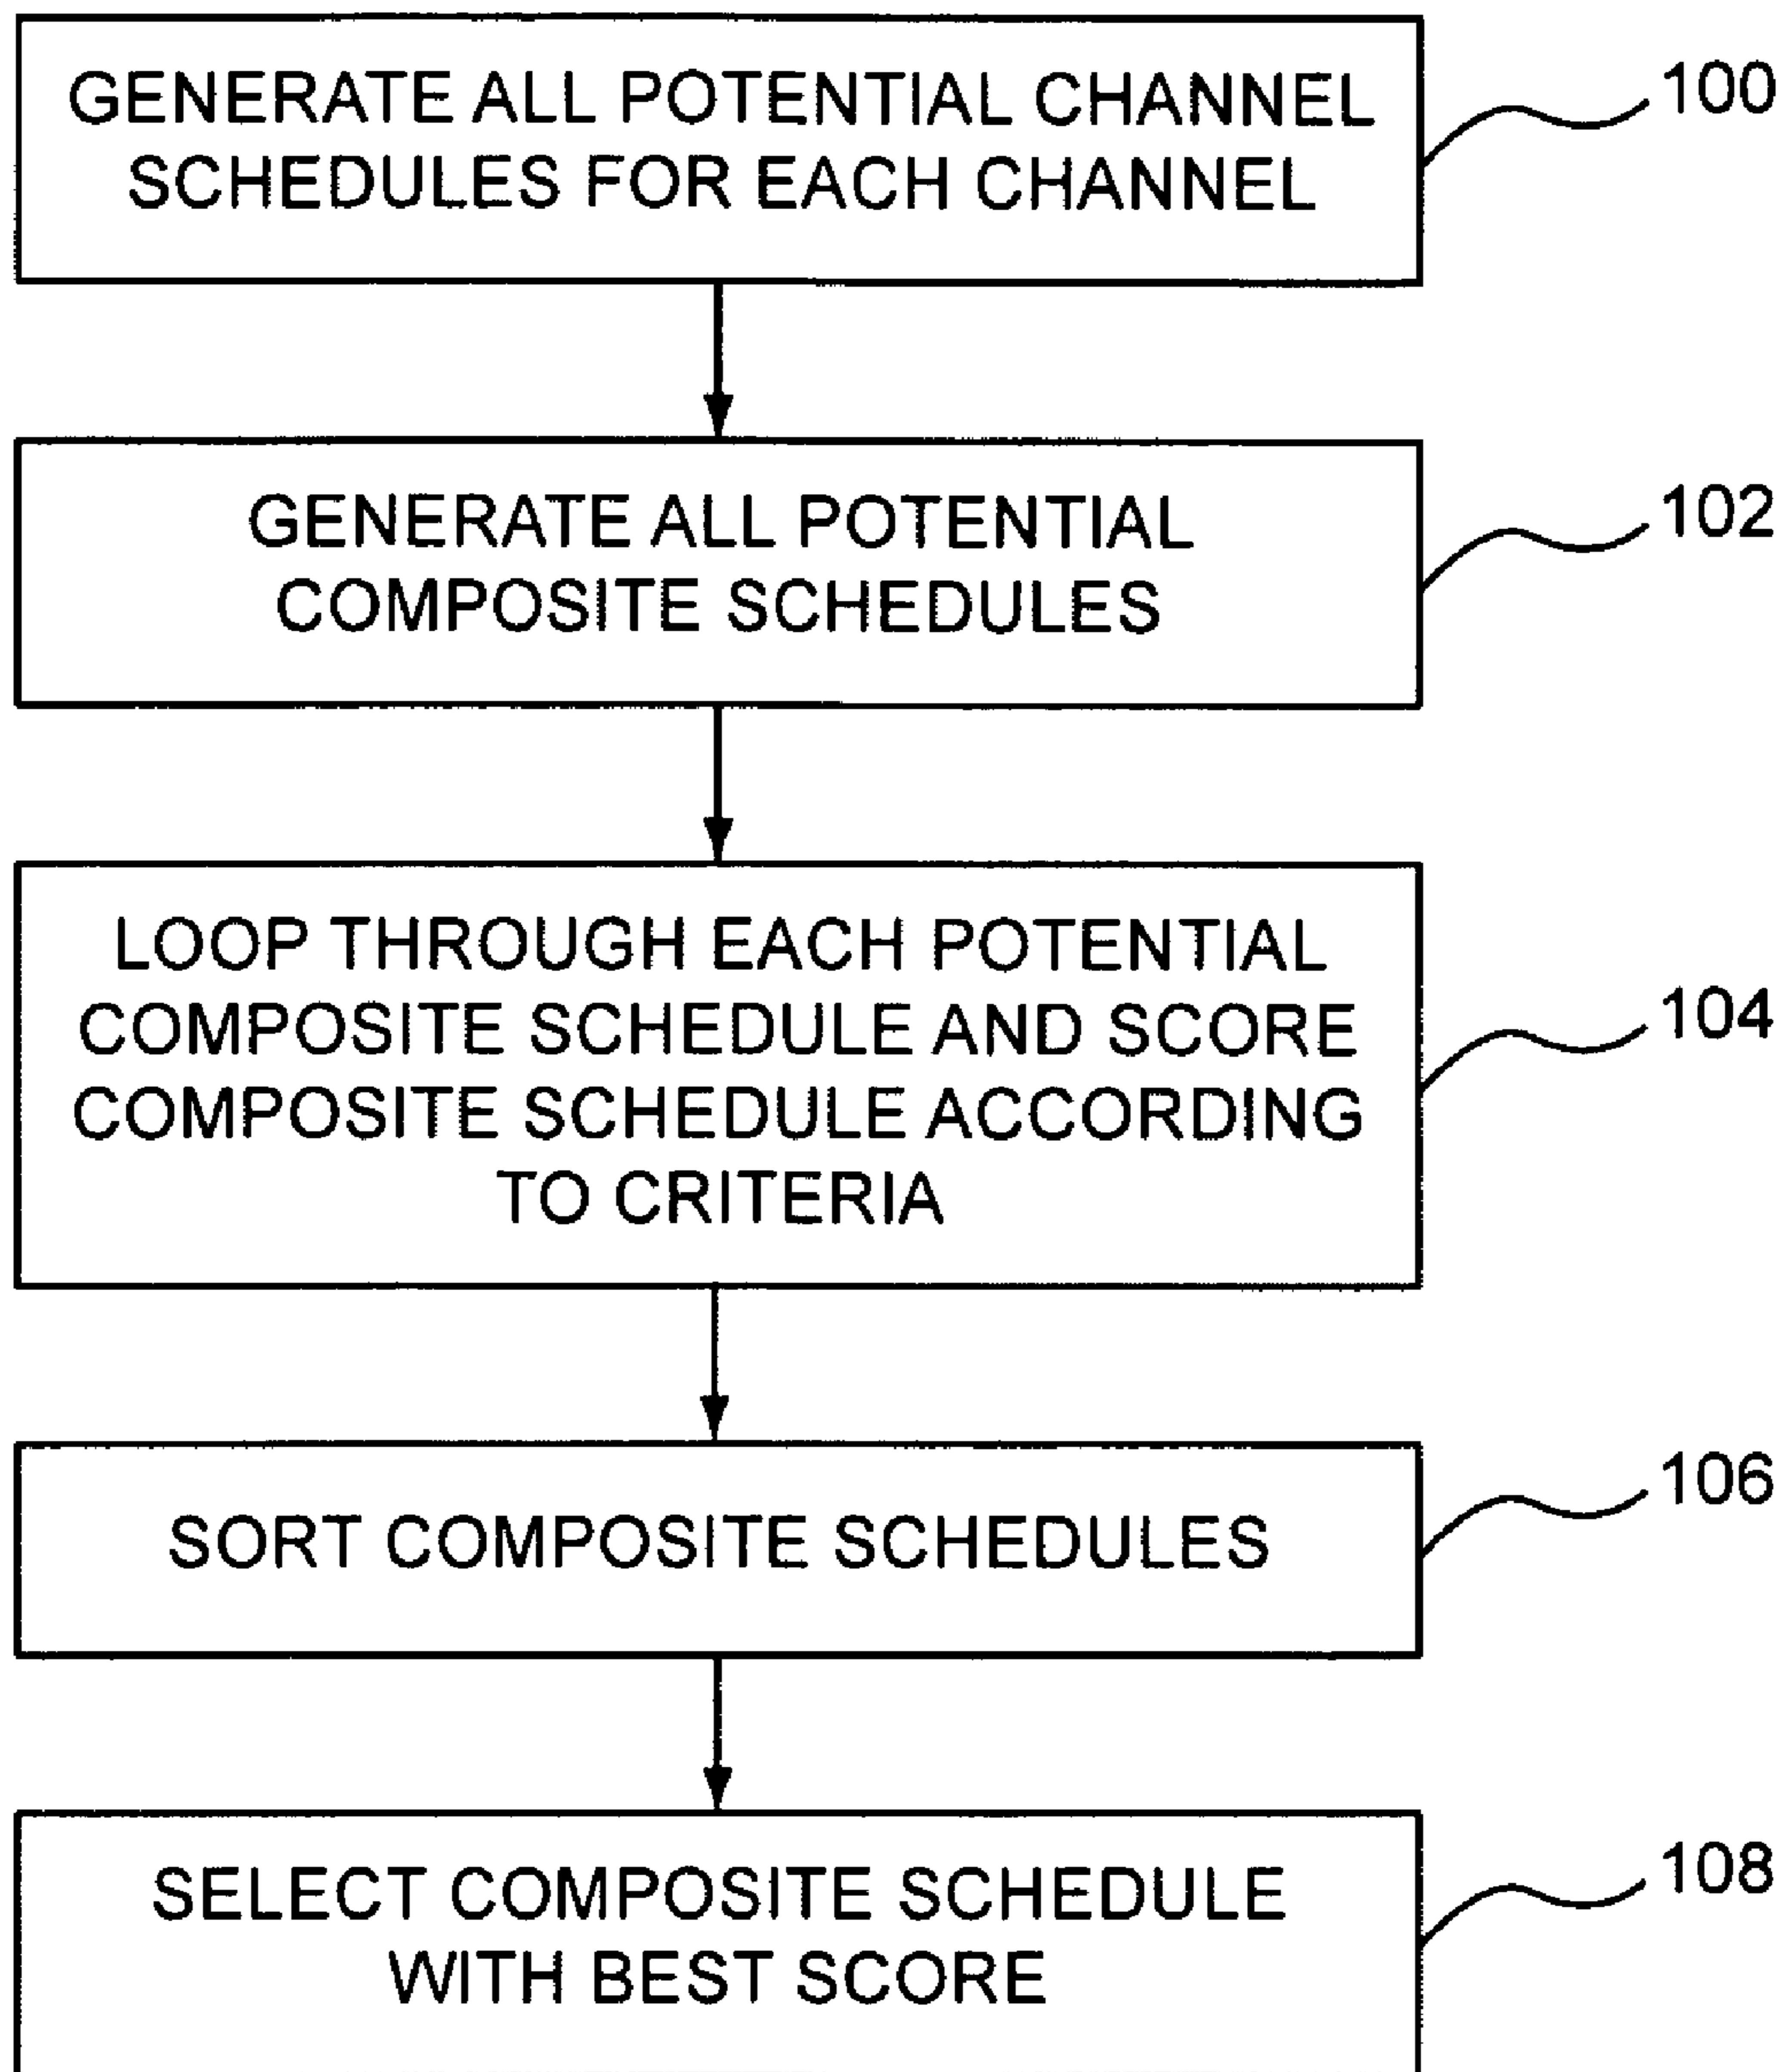 GENERATE ALL POTENTIAL CHANNEL
SCHEDULES FOR EACH CHANNEL
100
GENERATE ALL POTENTIAL
COMPOSITE SCHEDULES
102
LOOP THROUGH EACH POTENTIAL
COMPOSITE SCHEDULE AND SCORE
COMPOSITE SCHEDULE ACCORDING
TO CRITERIA
104
SORT COMPOSITE SCHEDULES
106
SELECT COMPOSITE SCHEDULE
WITH BEST SCORE
108